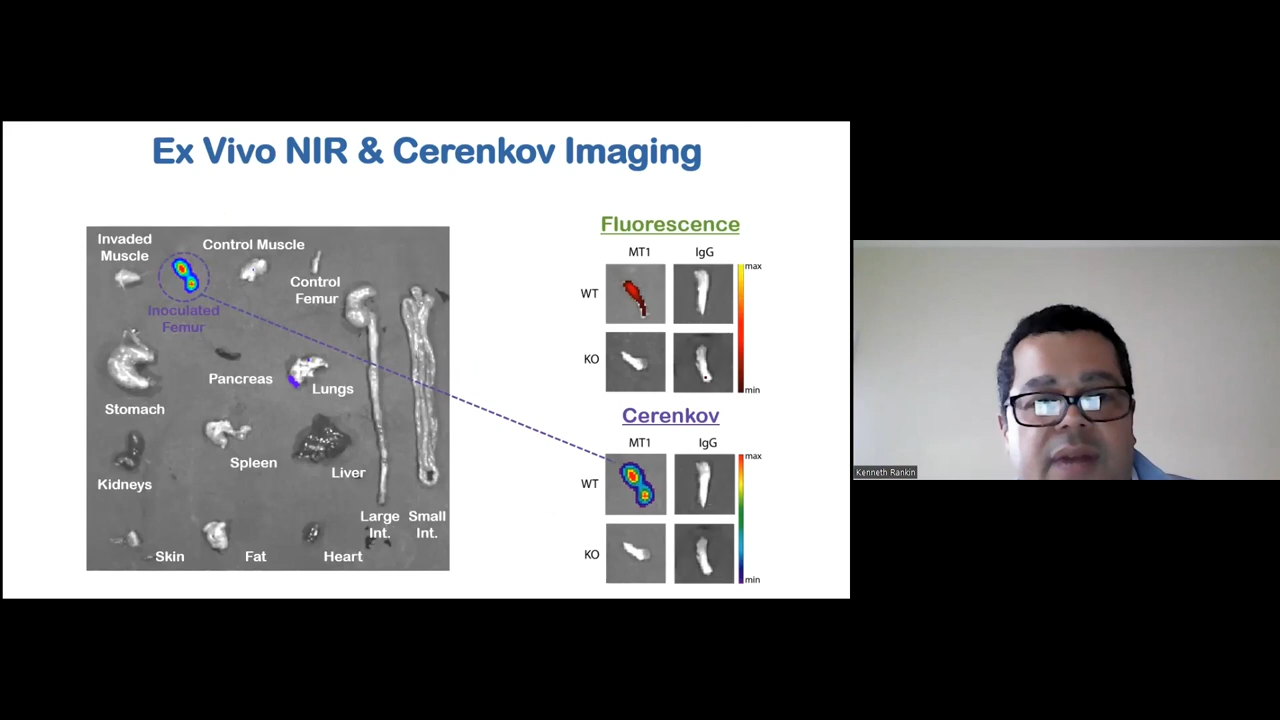 Ex Vivo NIR & Cerenkov Imaging
Invaded
Muscle
Control Muscle
Control
Femur
Inoculated
Femur
Pancreas
Lungs
Stomach
Spleen
Liver
Kidneys
Large
Int.
Small
Int.
Skin
Fat
Heart
Fluorescence
MT1
IgG
WT
KO
max
min
Cerenkov
MT1
IgG
WT
KO
max
min
Kenneth Rankin